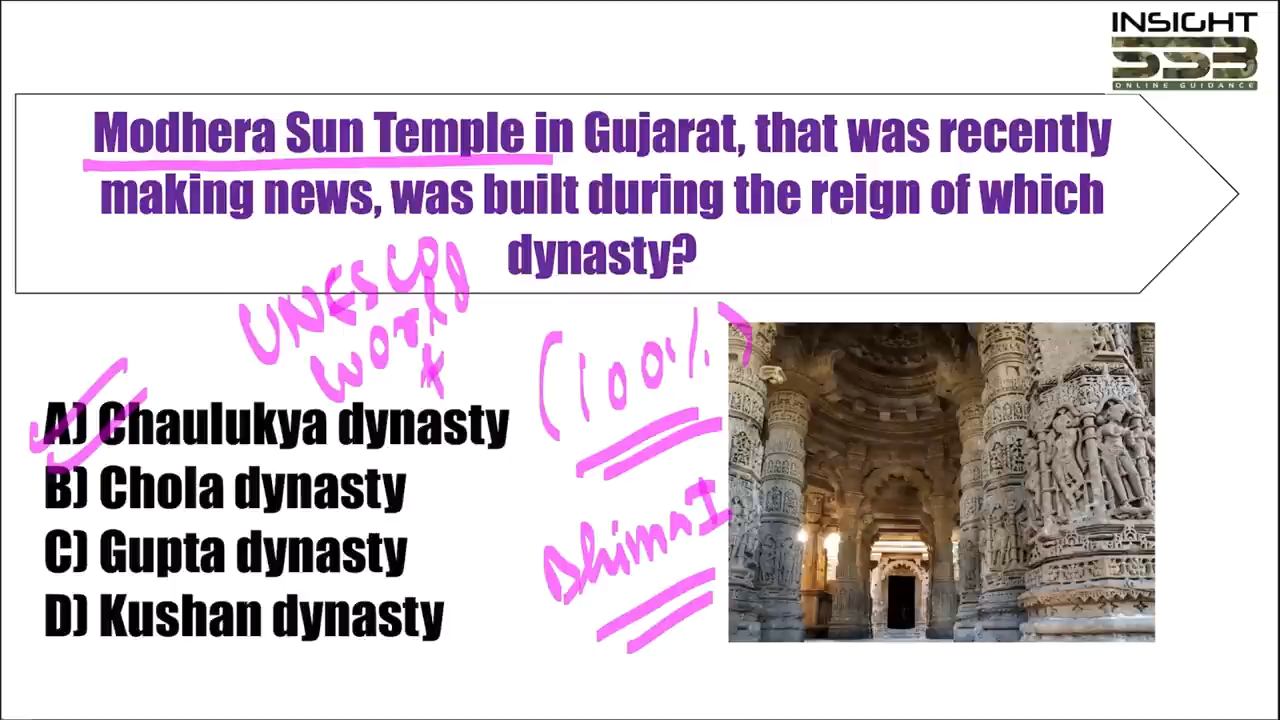 INSIGHT
SSB
ONLINE GUIDANCE
Modhera Sun Temple in Gujarat, that was recently
making news, was built during the reign of which
dynasty?
UNESCO
World
(100%)
A) Chaulukya dynasty
B) Chola dynasty
Bhima I
C) Gupta dynasty
D) Kushan dynasty